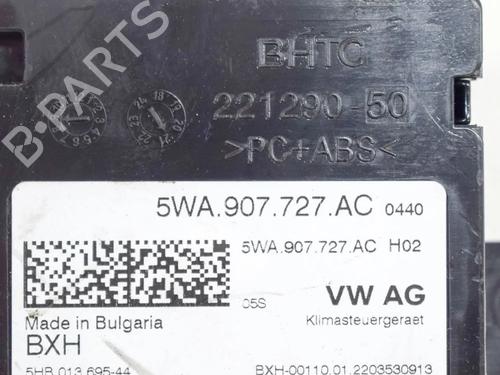 BHTC
221290-50
>PC+ABS<
B-PARTS
5WA.907.727.AC 0440
5WA.907.727.AC H02
05S VW AG
Made in Bulgaria Klimasteuergeraet
BXH
5HB 013 695-44 BXH-00110.01.2203530913